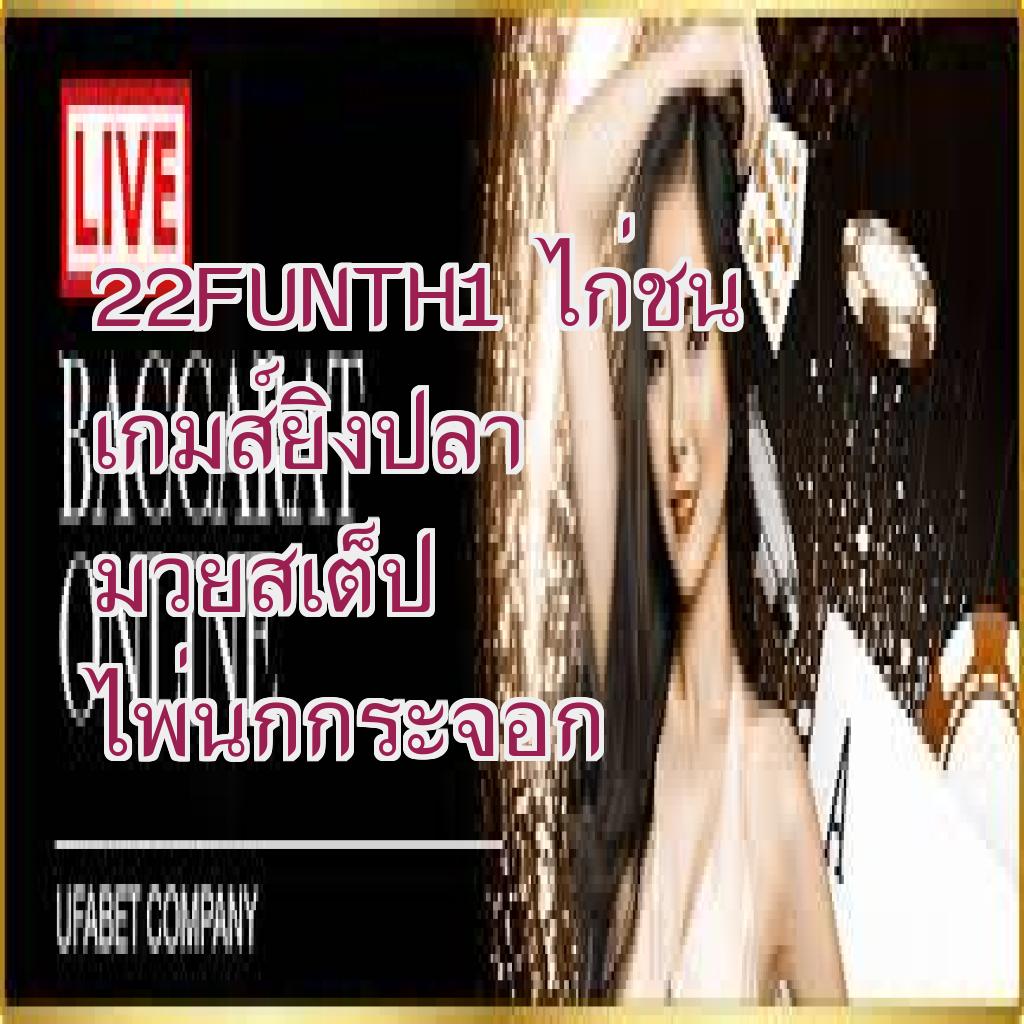 LIVE
22FUNTH1 ไก่ชน
BACCARAT
เกมส์ยิงปลา
ONLINE
มวยสเต็ป
ไพ่นกกระจอก
A
UFABET COMPANY